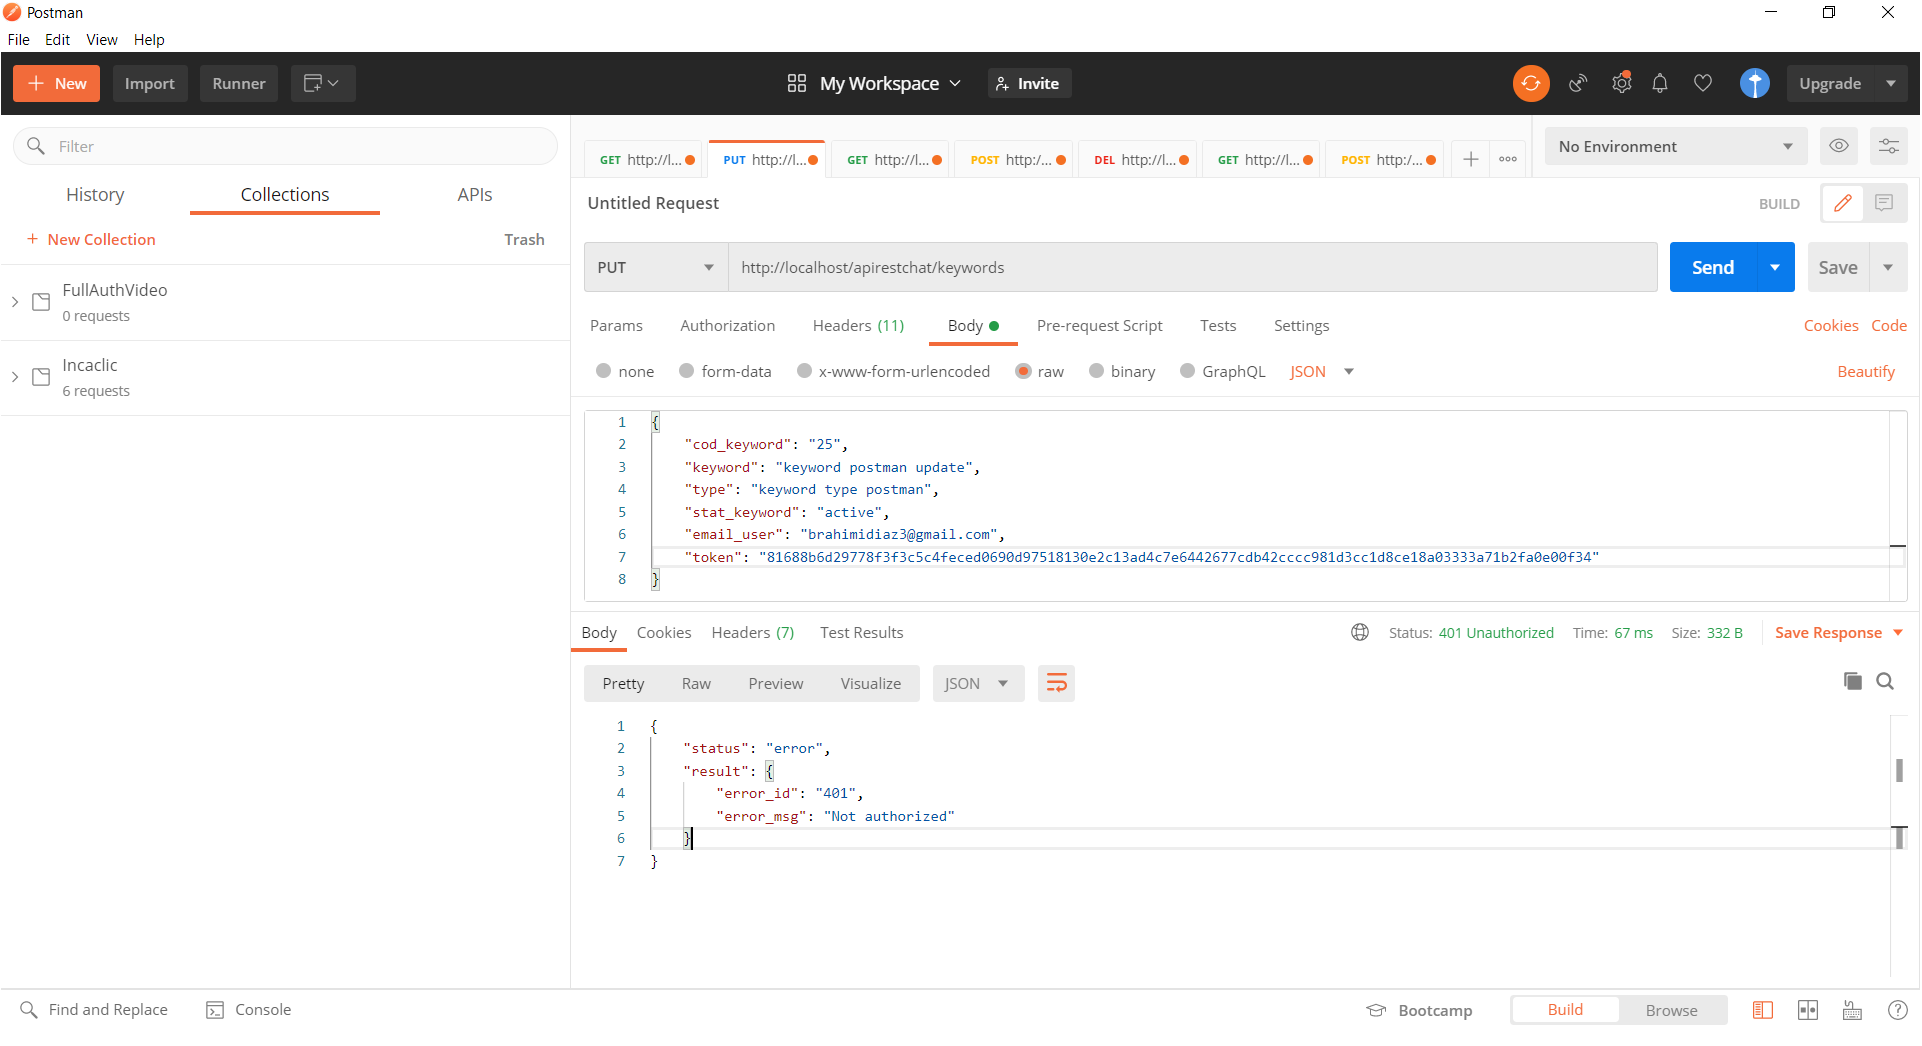 Postman
File Edit View Help
New Import Runner My Workspace Invite Upgrade
Filter
History Collections APIs
New Collection Trash
FullAuthVideo
0 requests
Incaclic
6 requests
GET http://l... PUT http://l... GET http://l... POST http:/... DEL http://l... GET http://l... POST http:/... No Environment
Untitled Request BUILD
PUT http://localhost/apirestchat/keywords Send Save
Params Authorization Headers (11) Body Pre-request Script Tests Settings Cookies Code
none form-data x-www-form-urlencoded raw binary GraphQL JSON Beautify
1 {
2 "cod_keyword": "25",
3 "keyword": "keyword postman update",
4 "type": "keyword type postman",
5 "stat_keyword": "active",
6 "email_user": "brahimidiaz3@gmail.com",
7 "token": "81688b6d29778f3f3c5c4feced0690d97518130e2c13ad4c7e6442677cdb42cccc981d3cc1d8ce18a03333a71b2fa0e00f34"
8 }
Body Cookies Headers (7) Test Results Status: 401 Unauthorized Time: 67 ms Size: 332 B Save Response
Pretty Raw Preview Visualize JSON
1 {
2 "status": "error",
3 "result": {
4 "error_id": "401",
5 "error_msg": "Not authorized"
6 }
7 }
Find and Replace Console Bootcamp Build Browse